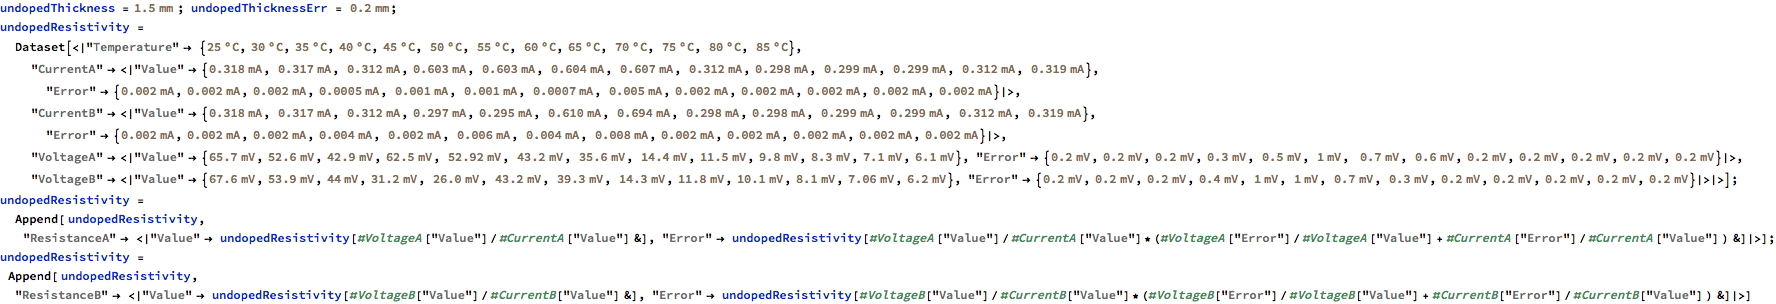 undopedThickness = 1.5 mm ; undopedThicknessErr = 0.2 mm;
undopedResistivity =
Dataset[<|"Temperature"→ {25 °C, 30 °C, 35 °C, 40 °C, 45 °C, 50 °C, 55 °C, 60 °C, 65 °C, 70 °C, 75 °C, 80 °C, 85 °C},
"CurrentA"→ <|"Value"→ {0.318 mA, 0.317 mA, 0.312 mA, 0.603 mA, 0.603 mA, 0.604 mA, 0.607 mA, 0.312 mA, 0.298 mA, 0.299 mA, 0.299 mA, 0.312 mA, 0.319 mA},
"Error"→ {0.002 mA, 0.002 mA, 0.002 mA, 0.0005 mA, 0.001 mA, 0.001 mA, 0.0007 mA, 0.005 mA, 0.002 mA, 0.002 mA, 0.002 mA, 0.002 mA, 0.002 mA}|>,
"CurrentB"→ <|"Value"→ {0.318 mA, 0.317 mA, 0.312 mA, 0.297 mA, 0.295 mA, 0.610 mA, 0.694 mA, 0.298 mA, 0.298 mA, 0.299 mA, 0.299 mA, 0.312 mA, 0.319 mA},
"Error"→ {0.002 mA, 0.002 mA, 0.002 mA, 0.004 mA, 0.002 mA, 0.006 mA, 0.004 mA, 0.008 mA, 0.002 mA, 0.002 mA, 0.002 mA, 0.002 mA, 0.002 mA}|>,
"VoltageA"→ <|"Value"→ {65.7 mV, 52.6 mV, 42.9 mV, 62.5 mV, 52.92 mV, 43.2 mV, 35.6 mV, 14.4 mV, 11.5 mV, 9.8 mV, 8.3 mV, 7.1 mV, 6.1 mV}, "Error"→ {0.2 mV, 0.2 mV, 0.2 mV, 0.3 mV, 0.5 mV, 1 mV, 0.7 mV, 0.6 mV, 0.2 mV, 0.2 mV, 0.2 mV, 0.2 mV, 0.2 mV}|>,
"VoltageB"→ <|"Value"→ {67.6 mV, 53.9 mV, 44 mV, 31.2 mV, 26.0 mV, 43.2 mV, 39.3 mV, 14.3 mV, 11.8 mV, 10.1 mV, 8.1 mV, 7.06 mV, 6.2 mV}, "Error"→ {0.2 mV, 0.2 mV, 0.2 mV, 0.4 mV, 1 mV, 1 mV, 0.7 mV, 0.3 mV, 0.2 mV, 0.2 mV, 0.2 mV, 0.2 mV, 0.2 mV}|>|>];
undopedResistivity =
Append[ undopedResistivity,
"ResistanceA"→ <|"Value"→ undopedResistivity[#VoltageA["Value"] / #CurrentA["Value"] &], "Error"→ undopedResistivity[#VoltageA["Value"] / #CurrentA["Value"] * (#VoltageA["Error"] / #VoltageA["Value"] + #CurrentA["Error"] / #CurrentA["Value"] ) &]|>];
undopedResistivity =
Append[ undopedResistivity,
"ResistanceB"→ <|"Value"→ undopedResistivity[#VoltageB["Value"] / #CurrentB["Value"] &], "Error"→ undopedResistivity[#VoltageB["Value"] / #CurrentB["Value"] * (#VoltageB["Error"] / #VoltageB["Value"] + #CurrentB["Error"] / #CurrentB["Value"] ) &]|>]